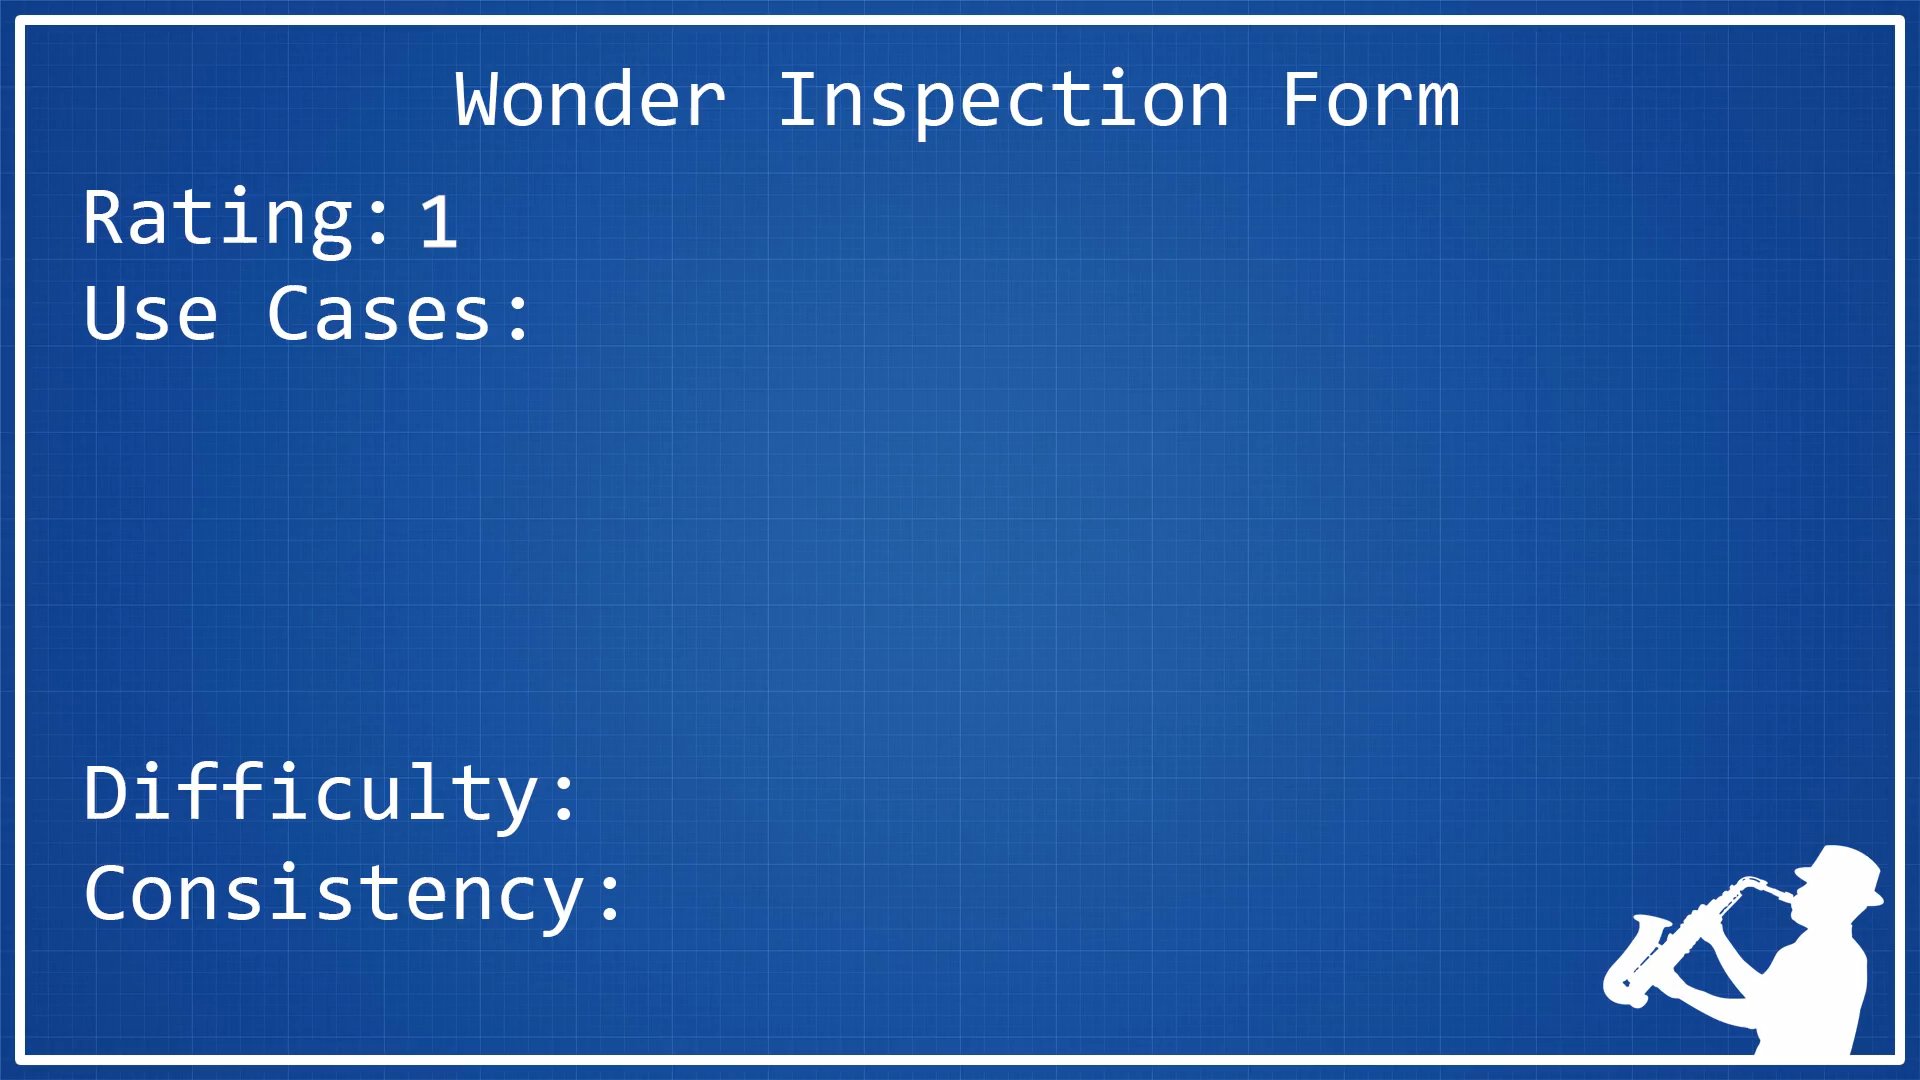 Wonder Inspection Form
Rating: 1
Use Cases:
Difficulty:
Consistency: